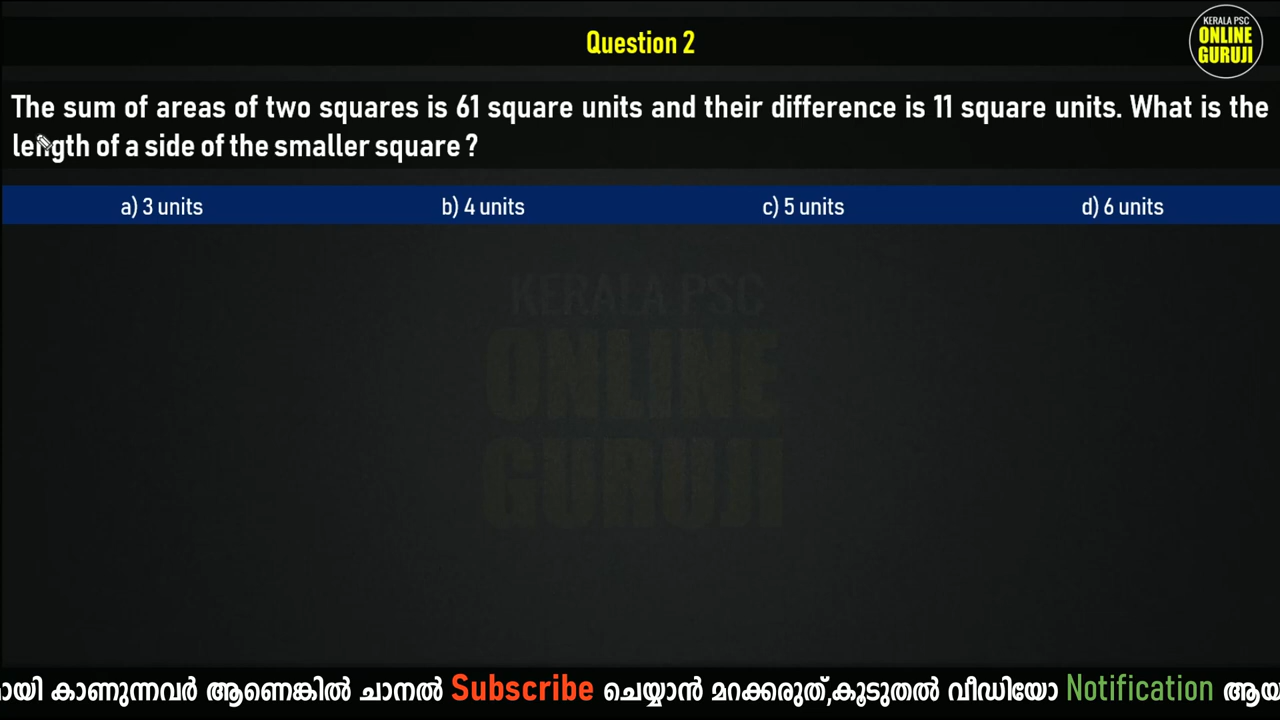 KERALA PSC
ONLINE
GURUJI
Question 2
The sum of areas of two squares is 61 square units and their difference is 11 square units. What is the
length of a side of the smaller square ?
a) 3 units b) 4 units c) 5 units d) 6 units
KERALA PSC
ONLINE
GURUJI
കാണുന്നവർ ആണെങ്കിൽ ചാനൽ Subscribe ചെയ്യാൻ മറക്കരുത്,കൂടുതൽ വീഡിയോ Notification